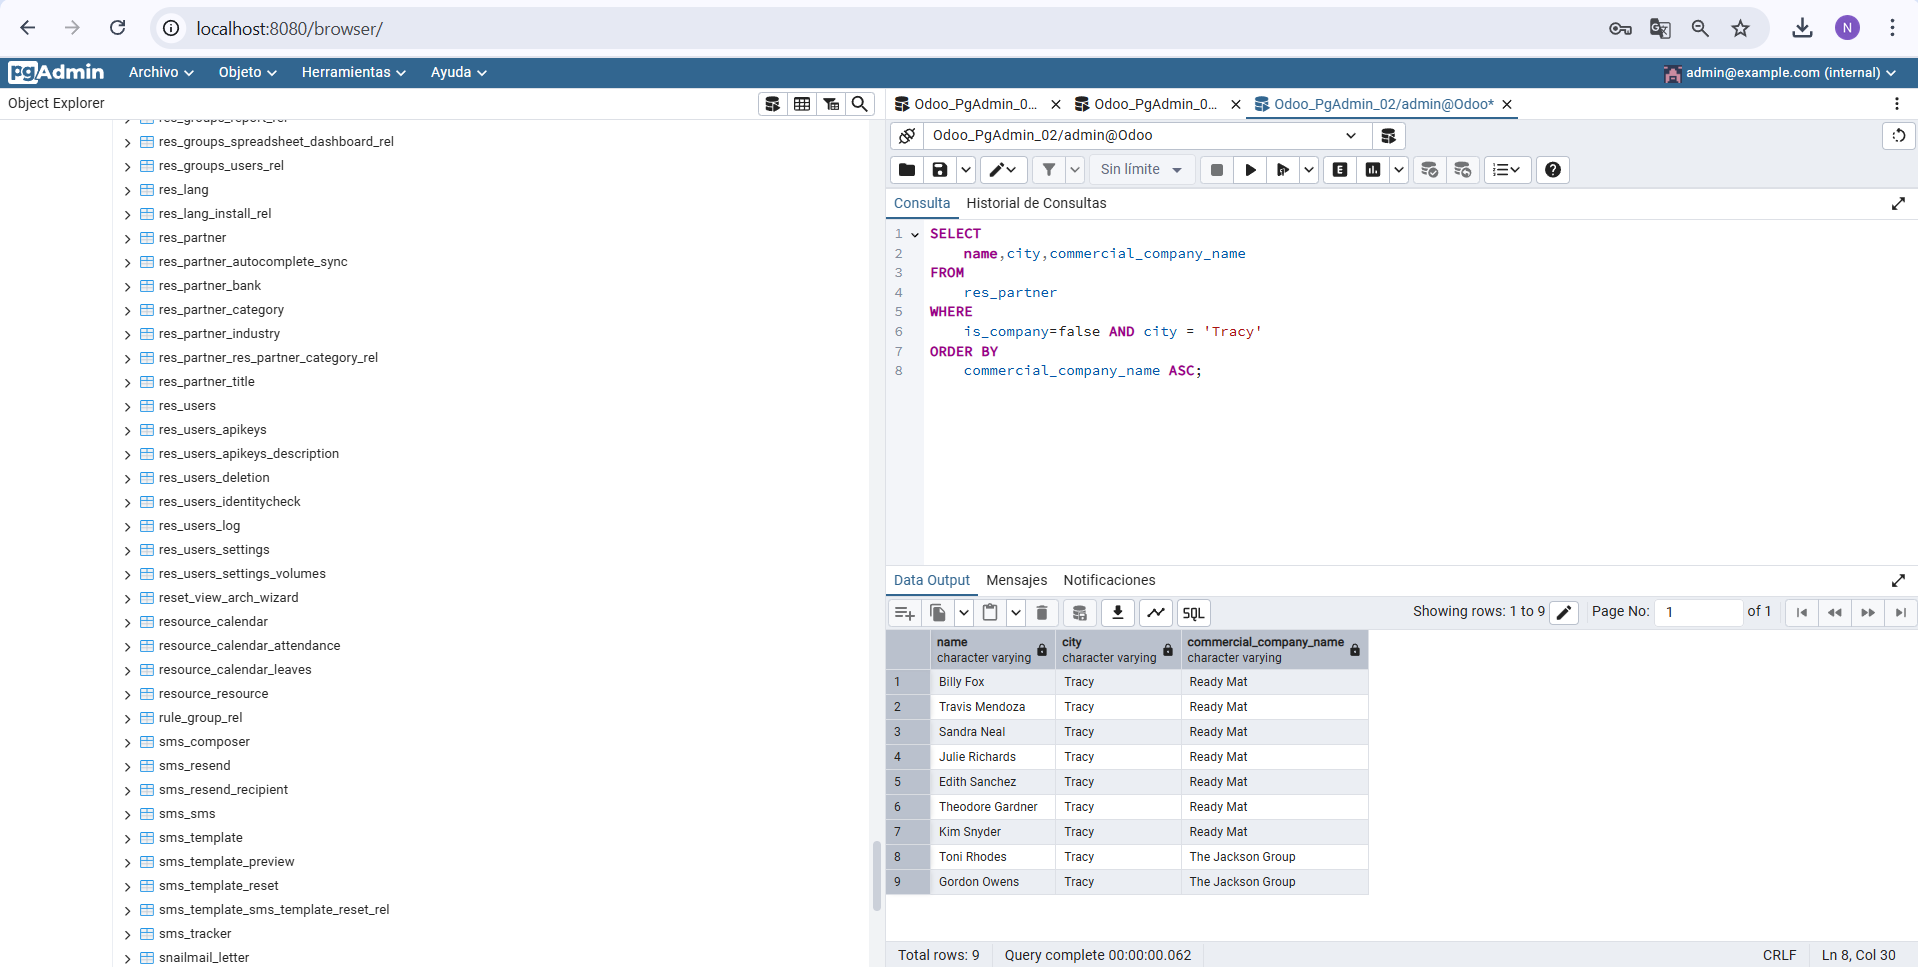 localhost:8080/browser/
N
pgAdmin
Archivo
Objeto
Herramientas
Ayuda
admin@example.com (internal)
Object Explorer
res_groups_report_rel
res_groups_spreadsheet_dashboard_rel
res_groups_users_rel
res_lang
res_lang_install_rel
res_partner
res_partner_autocomplete_sync
res_partner_bank
res_partner_category
res_partner_industry
res_partner_res_partner_category_rel
res_partner_title
res_users
res_users_apikeys
res_users_apikeys_description
res_users_deletion
res_users_identitycheck
res_users_log
res_users_settings
res_users_settings_volumes
reset_view_arch_wizard
resource_calendar
resource_calendar_attendance
resource_calendar_leaves
resource_resource
rule_group_rel
sms_composer
sms_resend
sms_resend_recipient
sms_sms
sms_template
sms_template_preview
sms_template_reset
sms_template_sms_template_reset_rel
sms_tracker
snailmail_letter
Odoo_PgAdmin_0...
Odoo_PgAdmin_0...
Odoo_PgAdmin_02/admin@Odoo*
Odoo_PgAdmin_02/admin@Odoo
Sin límite
E
Consulta Historial de Consultas
1 SELECT
2 name,city,commercial_company_name
3 FROM
4 res_partner
5 WHERE
6 is_company=false AND city = 'Tracy'
7 ORDER BY
8 commercial_company_name ASC;
Data Output Mensajes Notificaciones
SQL
Showing rows: 1 to 9
Page No: 1 of 1
name character varying
city character varying
commercial_company_name character varying
1 Billy Fox Tracy Ready Mat
2 Travis Mendoza Tracy Ready Mat
3 Sandra Neal Tracy Ready Mat
4 Julie Richards Tracy Ready Mat
5 Edith Sanchez Tracy Ready Mat
6 Theodore Gardner Tracy Ready Mat
7 Kim Snyder Tracy Ready Mat
8 Toni Rhodes Tracy The Jackson Group
9 Gordon Owens Tracy The Jackson Group
Total rows: 9 Query complete 00:00:00.062 CRLF Ln 8, Col 30